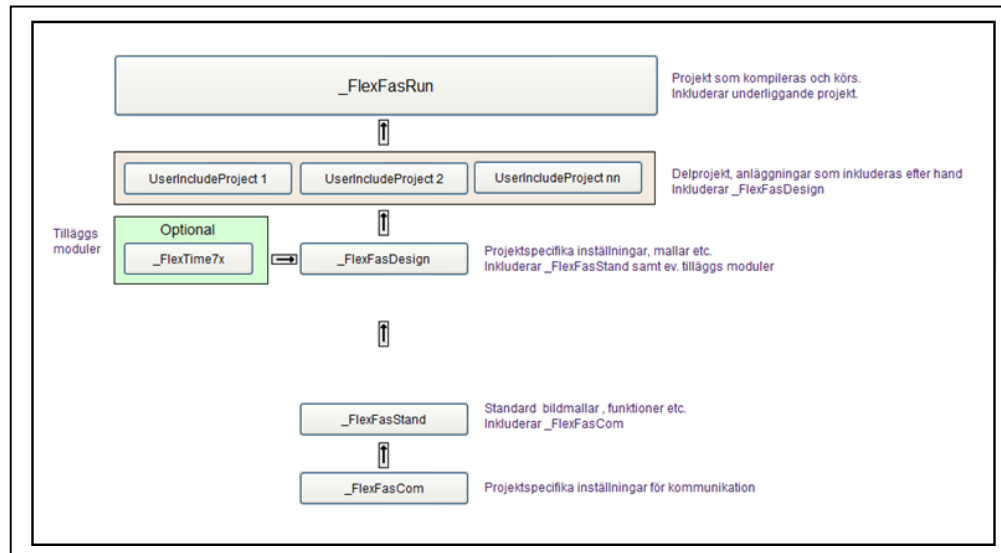 _FlexFasRun
Projekt som kompileras och körs.
Inkluderar underliggande projekt.
UserIncludeProject 1
UserIncludeProject 2
UserIncludeProject nn
Delprojekt, anläggningar som inkluderas efter hand
Inkluderar _FlexFasDesign
Tilläggs
moduler
Optional
_FlexTime7x
_FlexFasDesign
Projektspecifika inställningar, mallar etc.
Inkluderar _FlexFasStand samt ev. tilläggs moduler
_FlexFasStand
Standard bildmallar , funktioner etc.
Inkluderar _FlexFasCom
_FlexFasCom
Projektspecifika inställningar för kommunikation